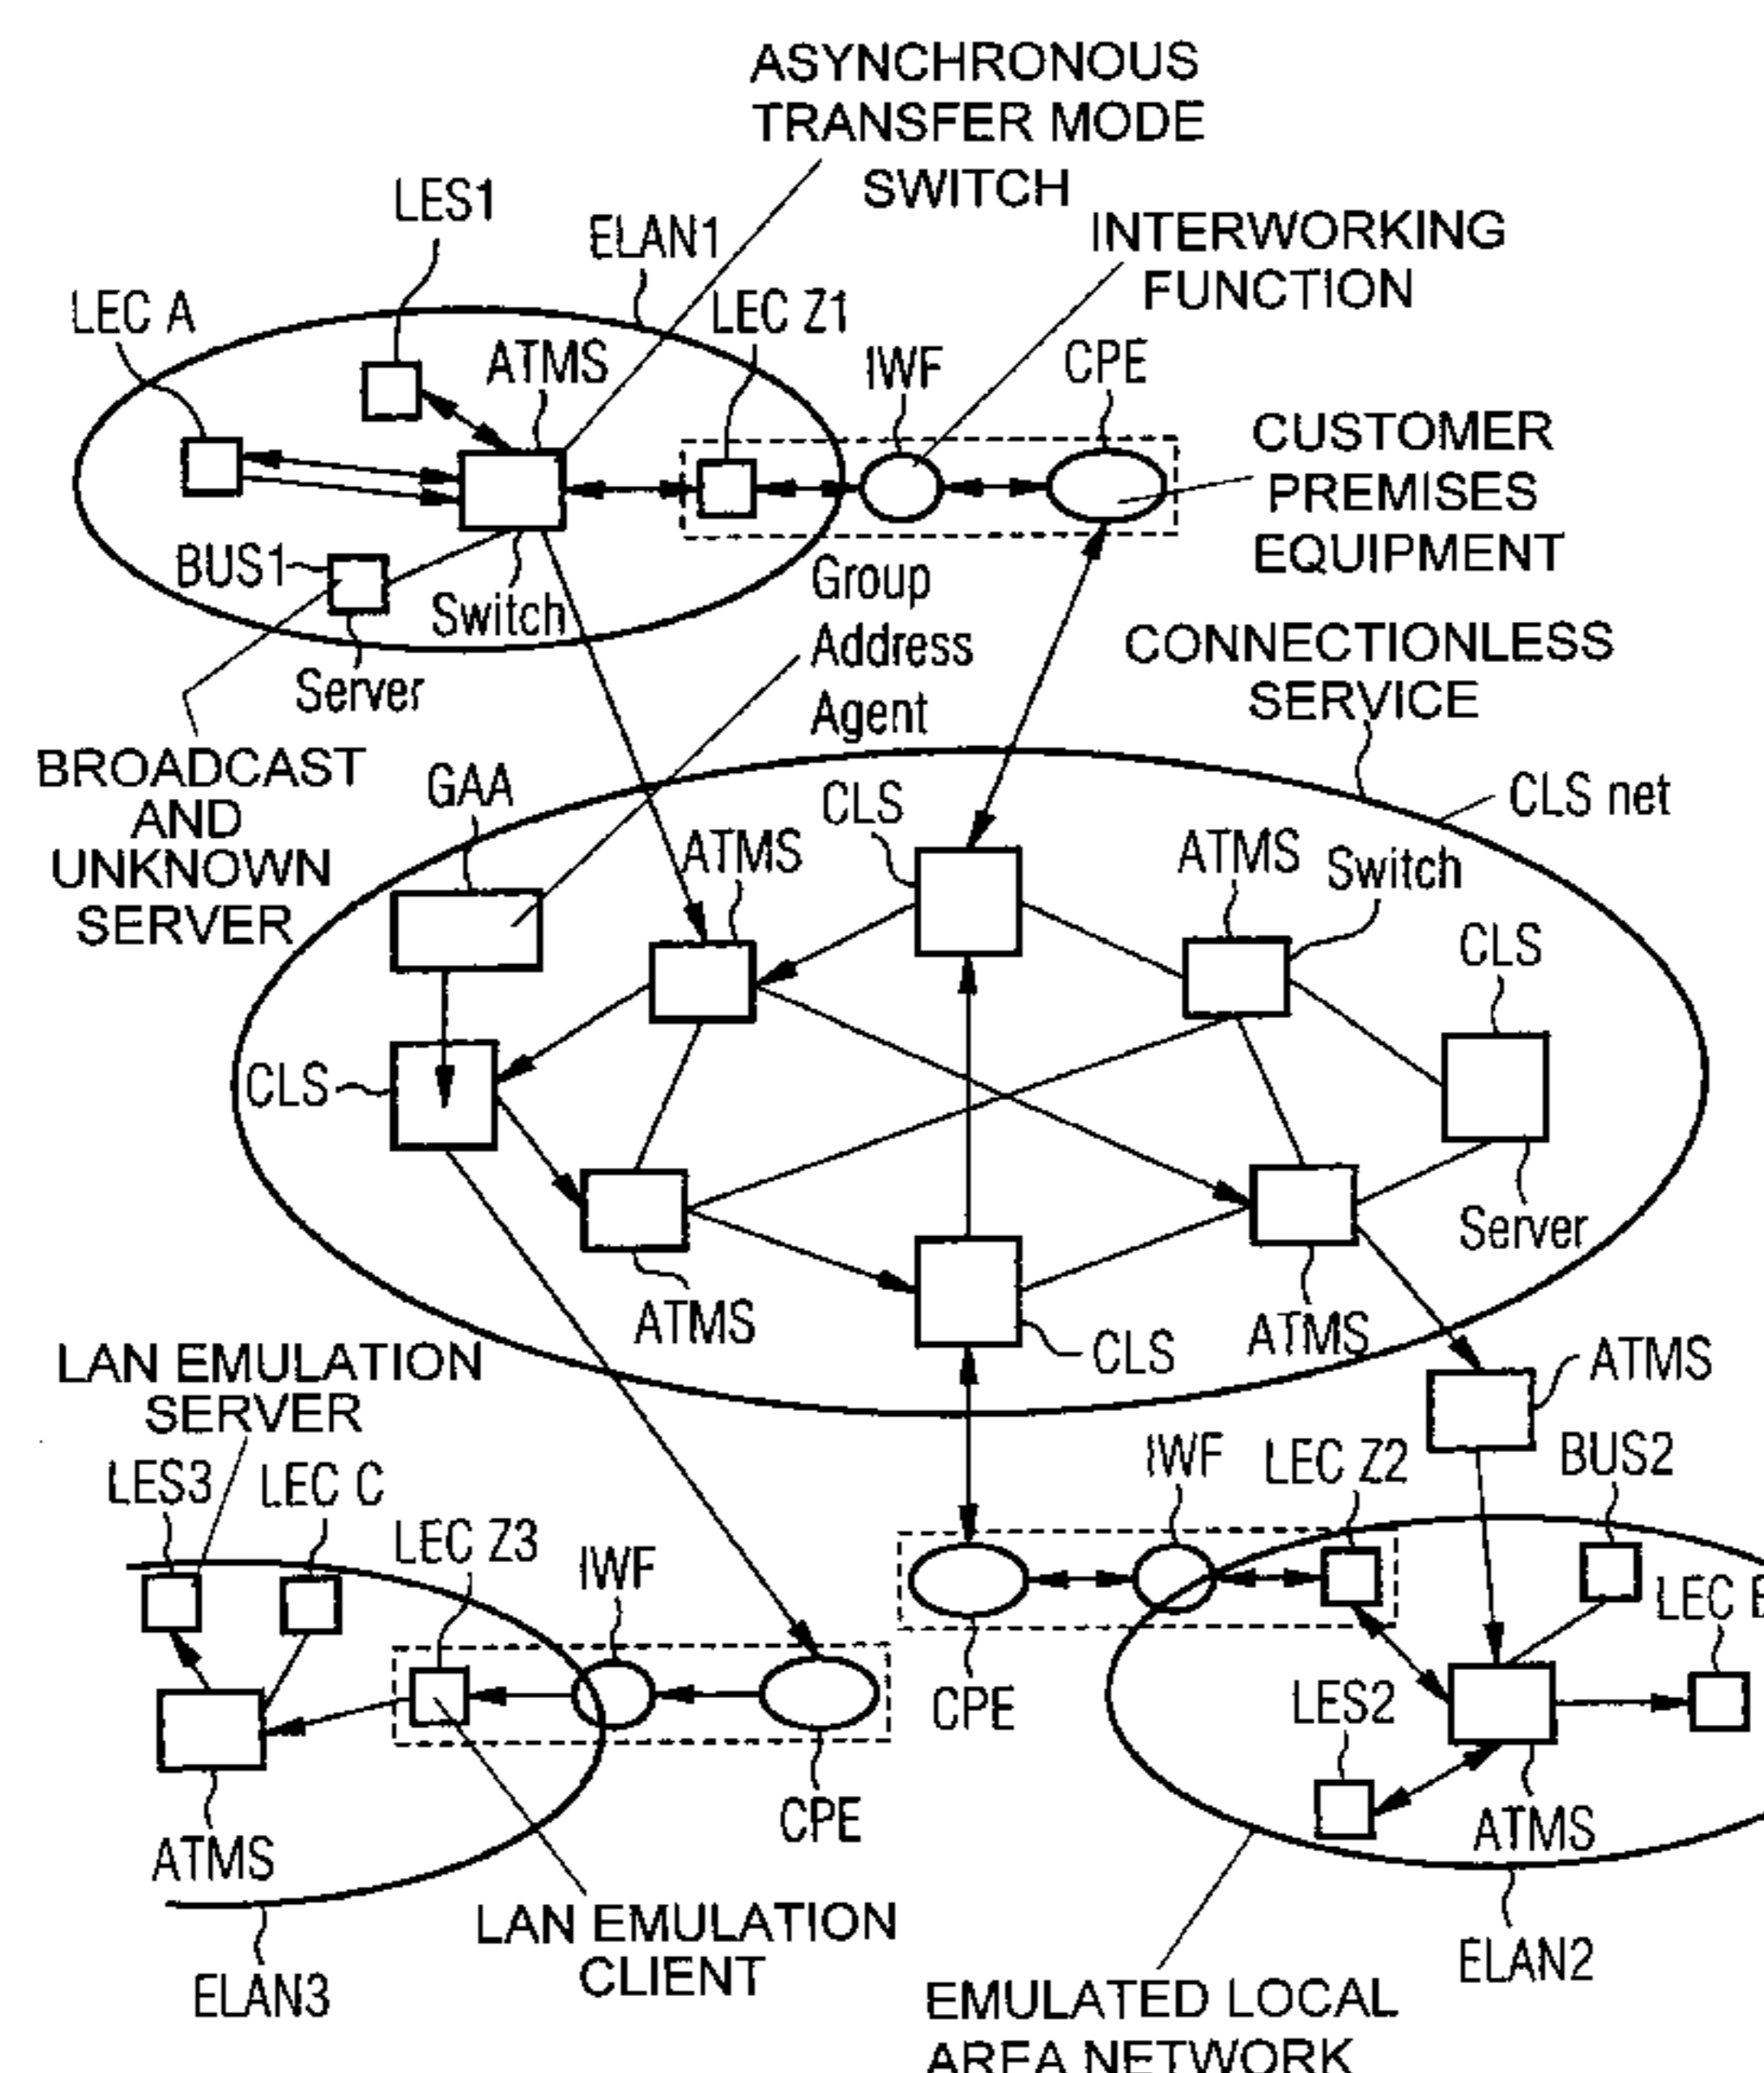 ASYNCHRONOUS
TRANSFER MODE
SWITCH
LES1
ELAN1
INTERWORKING
FUNCTION
LEC A
LEC Z1
ATMS
IWF
CPE
CUSTOMER
PREMISES
EQUIPMENT
BUS1
Switch
Server
Group
Address
Agent
CONNECTIONLESS
SERVICE
BROADCAST
AND
UNKNOWN
SERVER
GAA
CLS
CLS net
ATMS
ATMS
Switch
CLS
CLS
Server
ATMS
CLS
ATMS
ATMS
LAN EMULATION
SERVER
LES3
LEC C
LEC Z3
IWF
IWF
LEC Z2
BUS2
LEC
CPE
LES2
CPE
ATMS
ATMS
LAN EMULATION
CLIENT
ELAN3
ELAN2
EMULATED LOCAL
AREA NETWORK